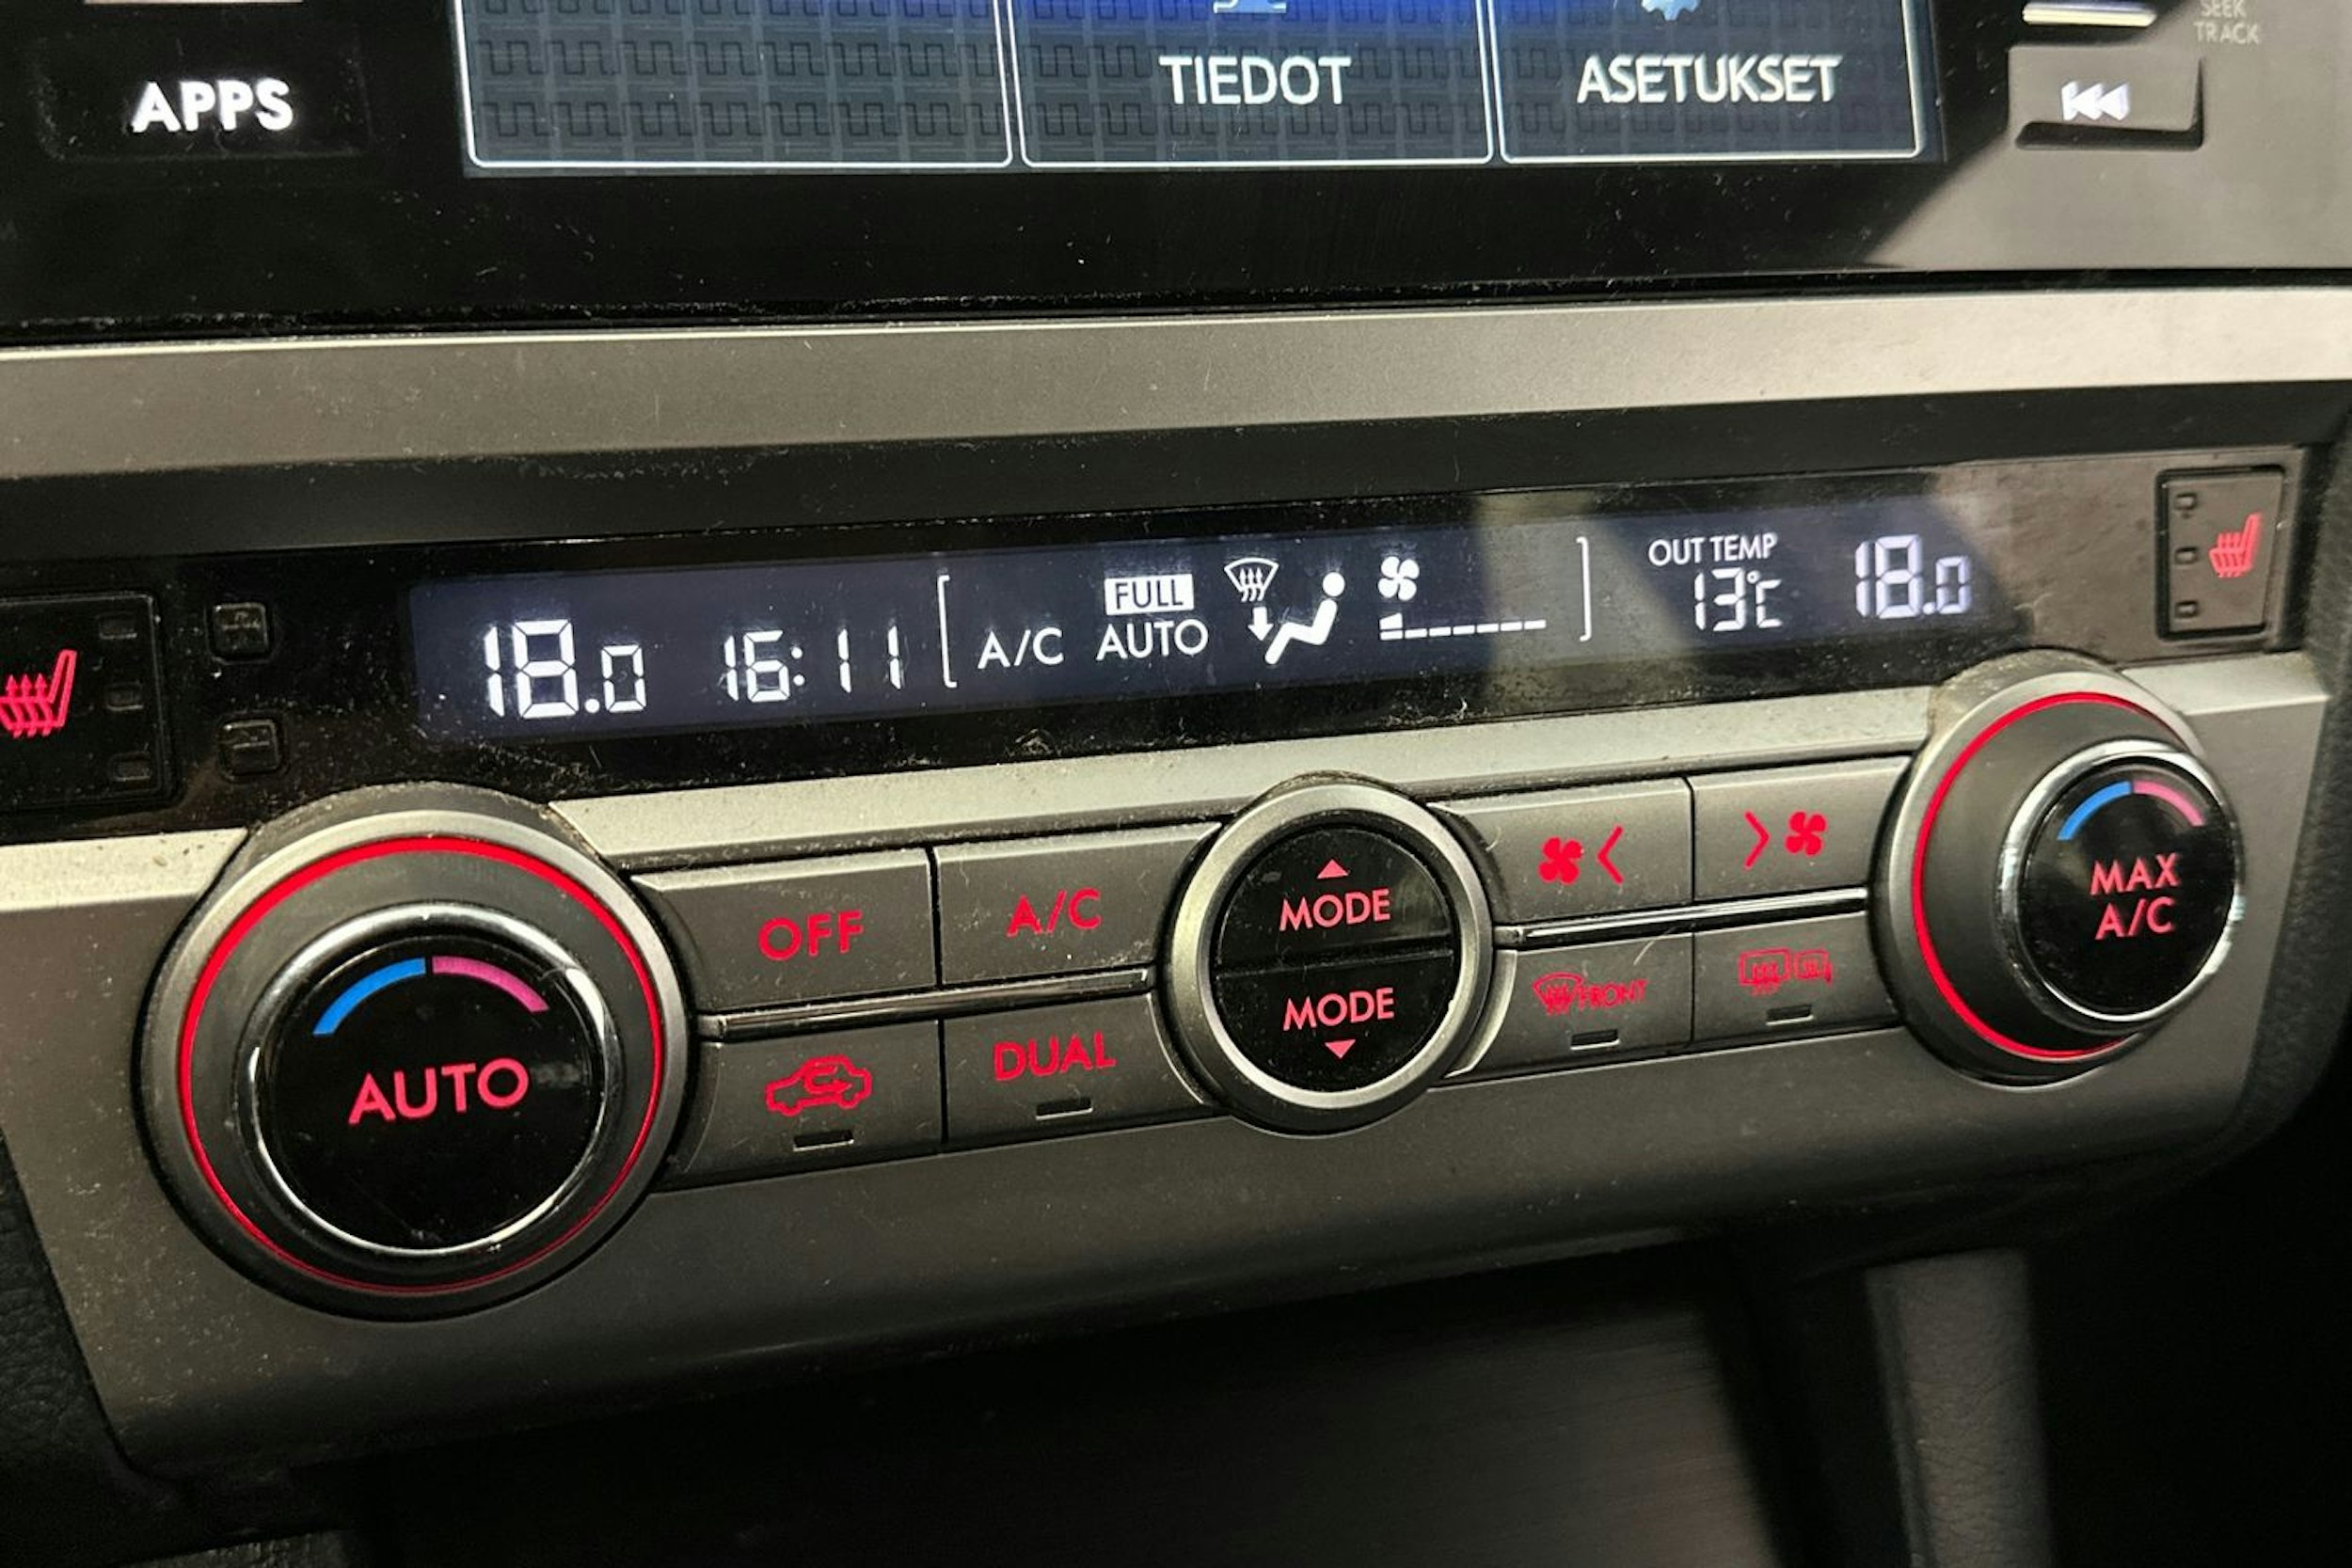 SEEK
TRACK
APPS
TIEDOT
ASETUKSET
18.0
16:11
A/C
FULL
AUTO
OUT TEMP
13°C
18.0
OFF
A/C
MODE
MAX
A/C
AUTO
DUAL
MODE
FRONT